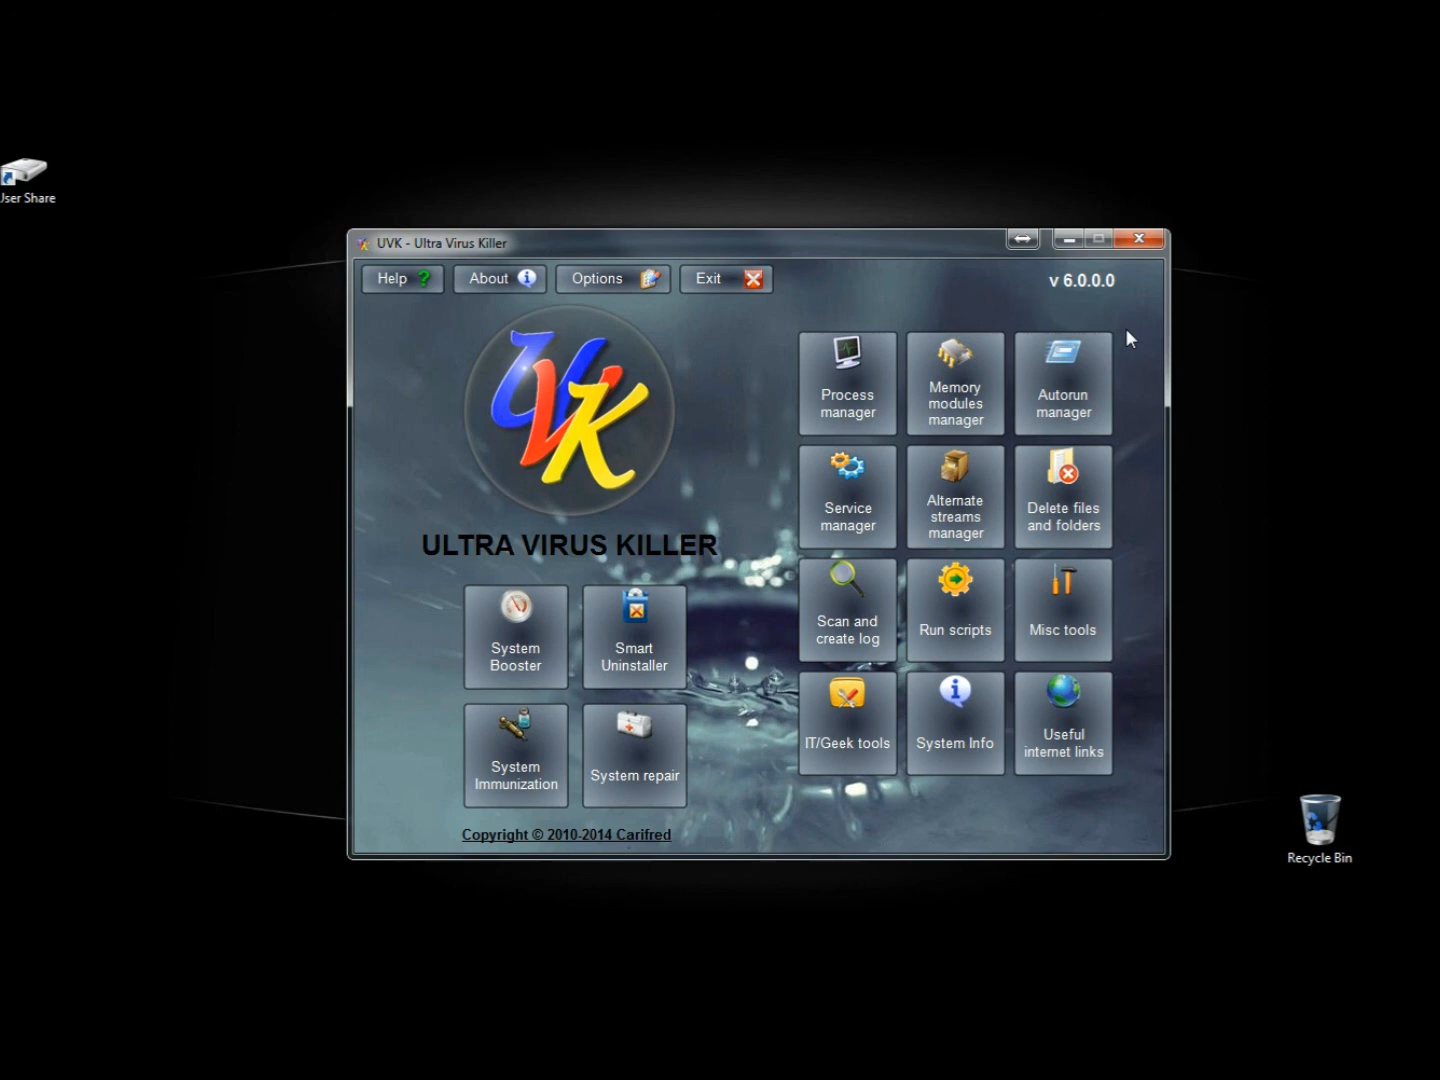 User Share
UVK - Ultra Virus Killer
Help ?
About i
Options
Exit
v 6.0.0.0
UVK
ULTRA VIRUS KILLER
Process
manager
Memory
modules
manager
Autorun
manager
Service
manager
Alternate
streams
manager
Delete files
and folders
Scan and
create log
Run scripts
Misc tools
IT/Geek tools
System Info
Useful
internet links
System
Booster
Smart
Uninstaller
System
Immunization
System repair
Copyright © 2010-2014 Carifred
Recycle Bin